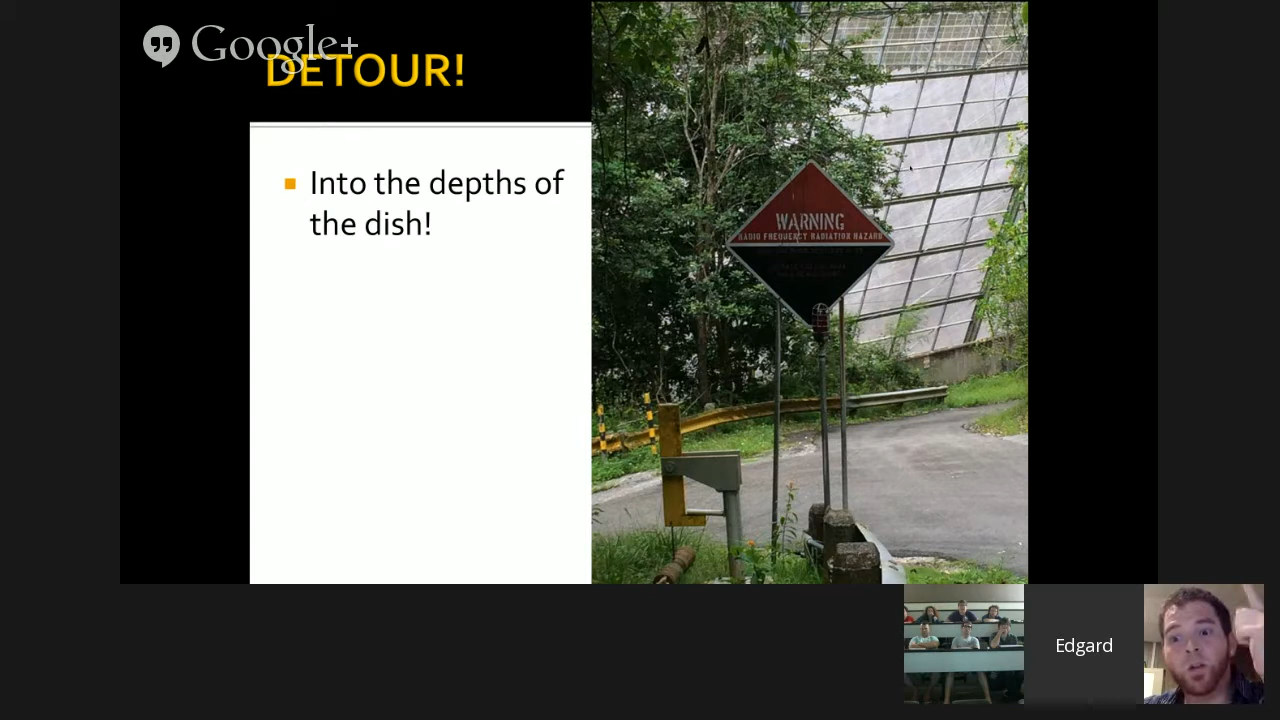 Google+
DETOUR!
Into the depths of
the dish!
WARNING
RADIO FREQUENCY RADIATION HAZARD
Edgard